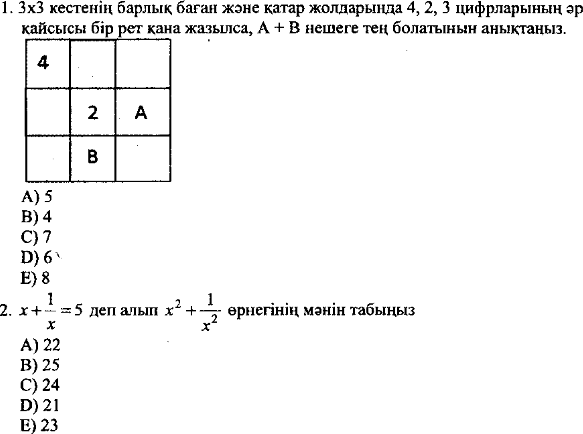 1. 3x3 кестенің барлық баған және қатар жолдарында 4, 2, 3 цифрларының әр
қайсысы бір рет қана жазылса, А + В нешеге тең болатынын анықтаңыз.
4
2 A
B
A) 5
B) 4
C) 7
D) 6
E) 8
2. x + 1/x = 5 деп алып x² + 1/x² өрнегінің мәнін табыңыз
A) 22
B) 25
C) 24
D) 21
E) 23